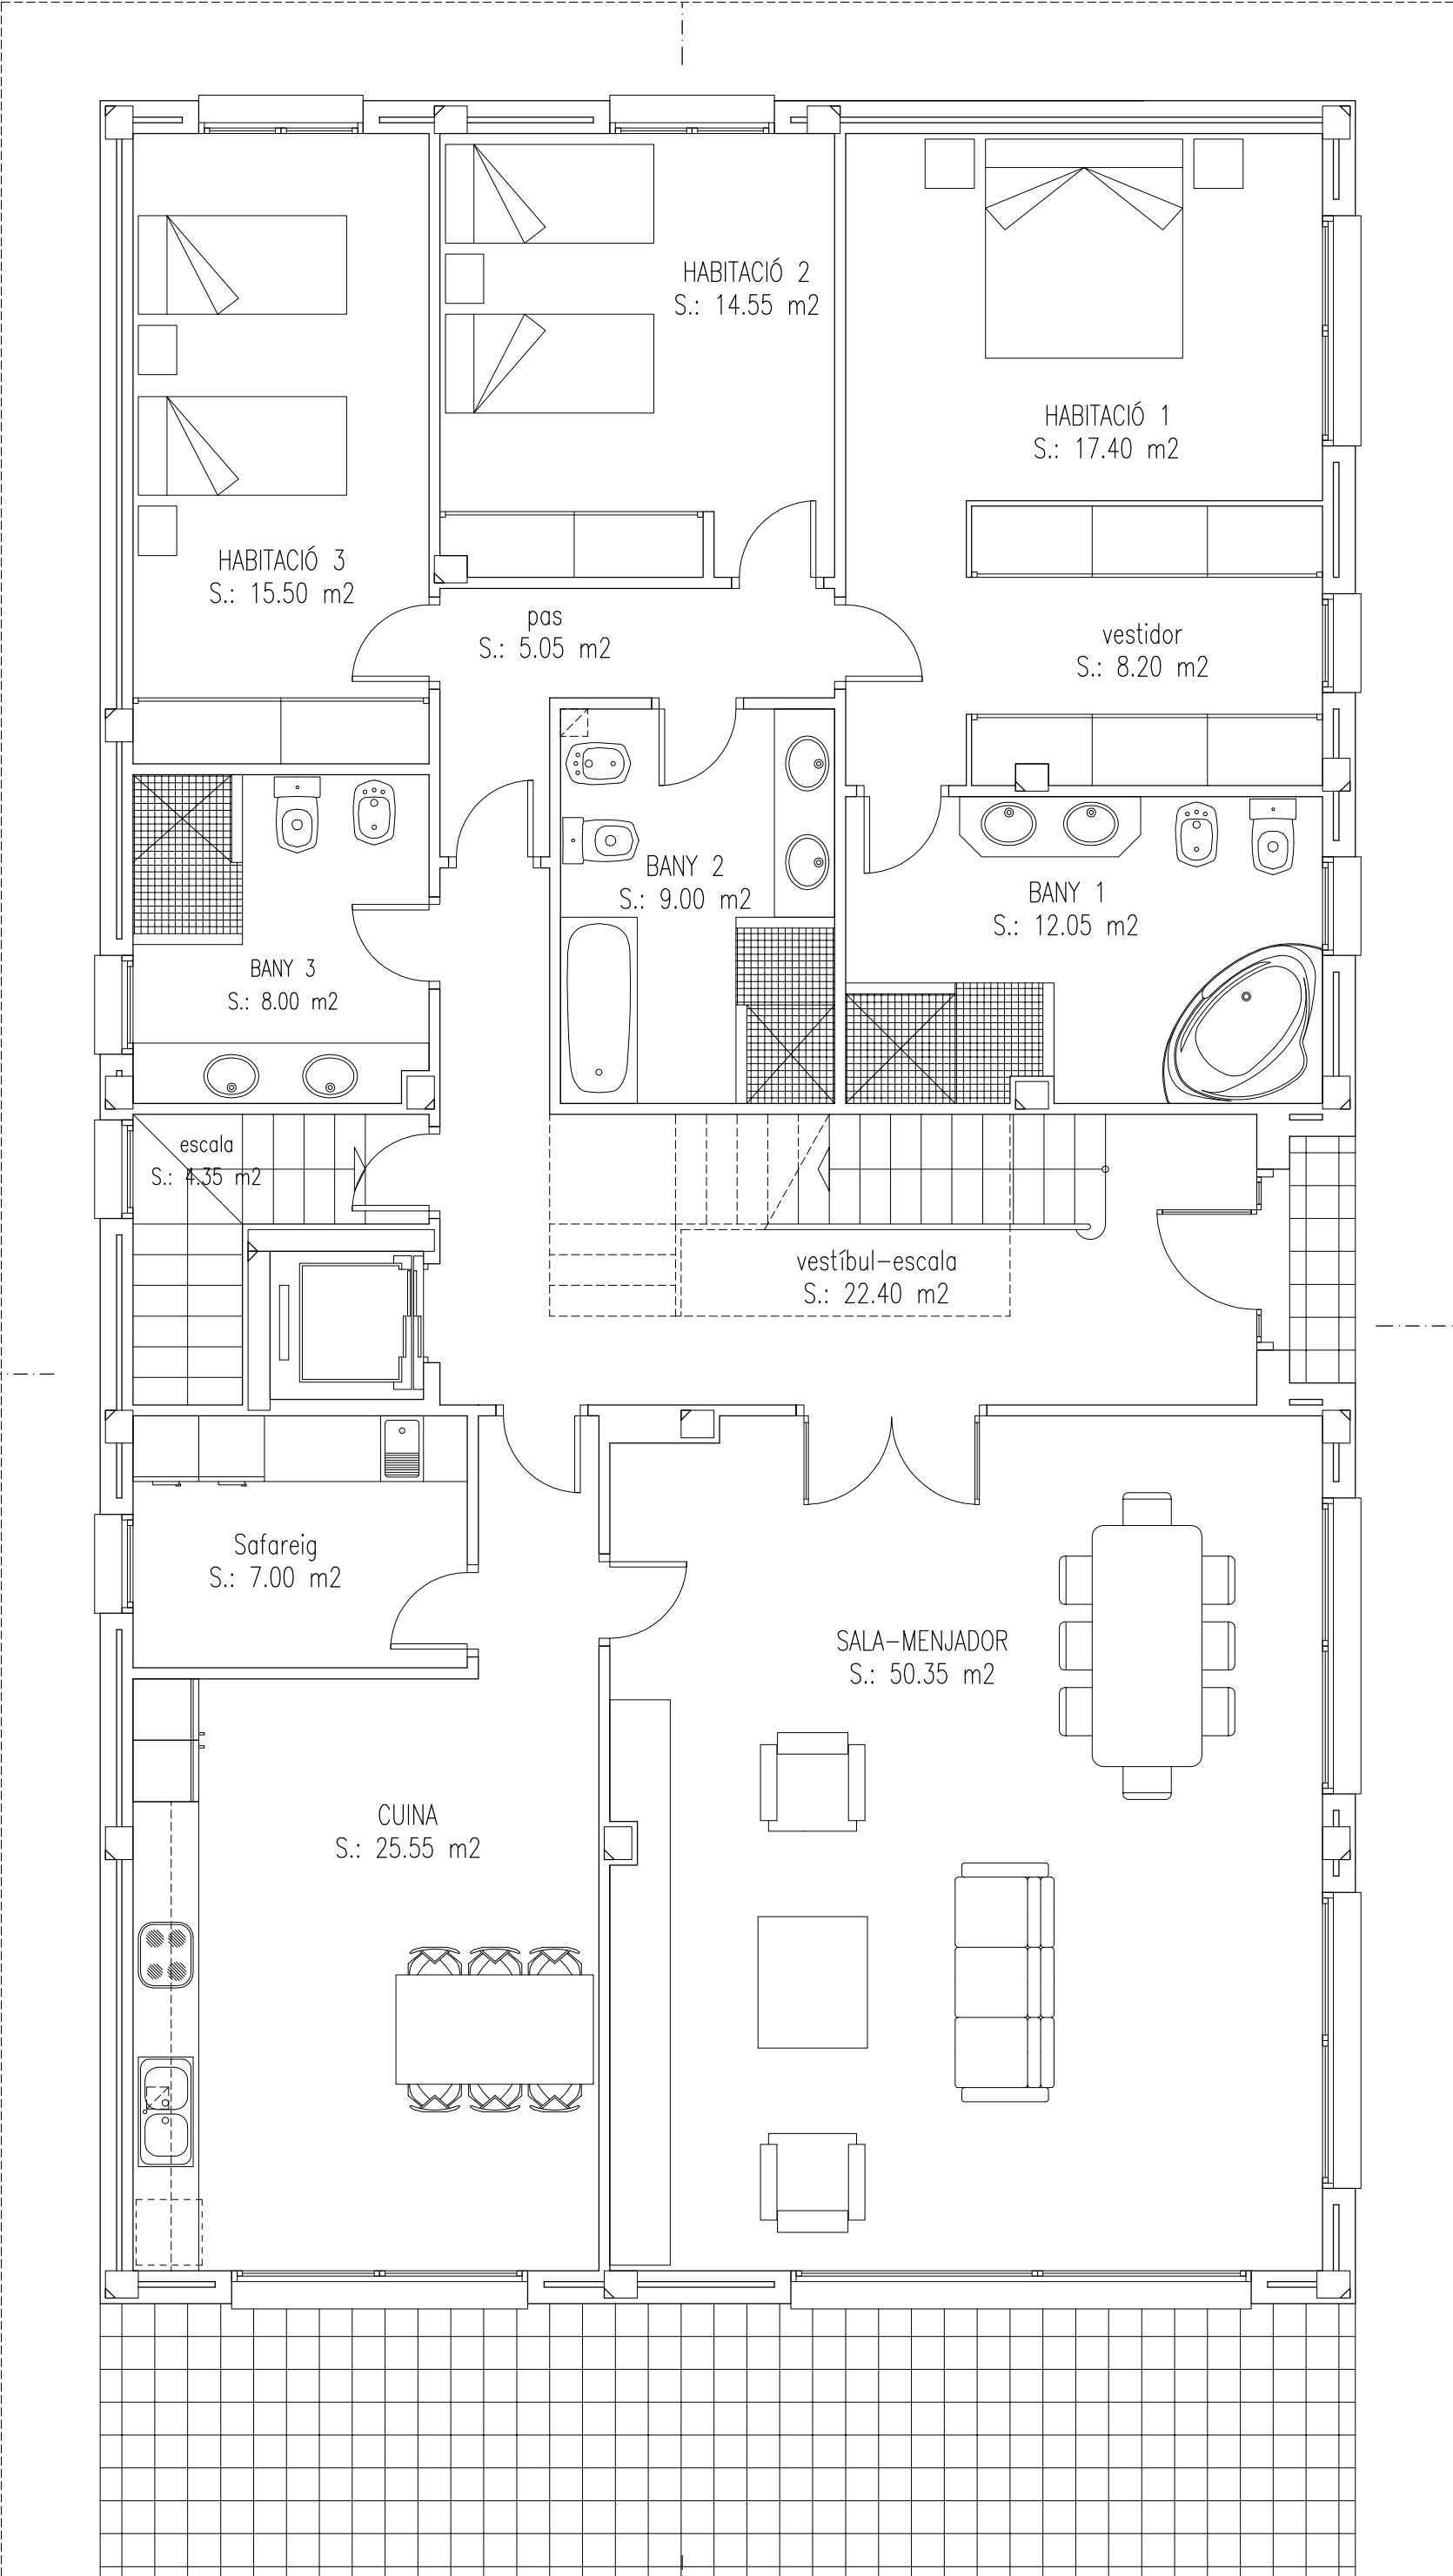 HABITACIÓ 2
S.: 14.55 m2
HABITACIÓ 1
S.: 17.40 m2
HABITACIÓ 3
S.: 15.50 m2
pas
S.: 5.05 m2
vestidor
S.: 8.20 m2
BANY 2
S.: 9.00 m2
BANY 1
S.: 12.05 m2
BANY 3
S.: 8.00 m2
escala
S.: 4.35 m2
vestíbul-escala
S.: 22.40 m2
Safareig
S.: 7.00 m2
SALA-MENJADOR
S.: 50.35 m2
CUINA
S.: 25.55 m2